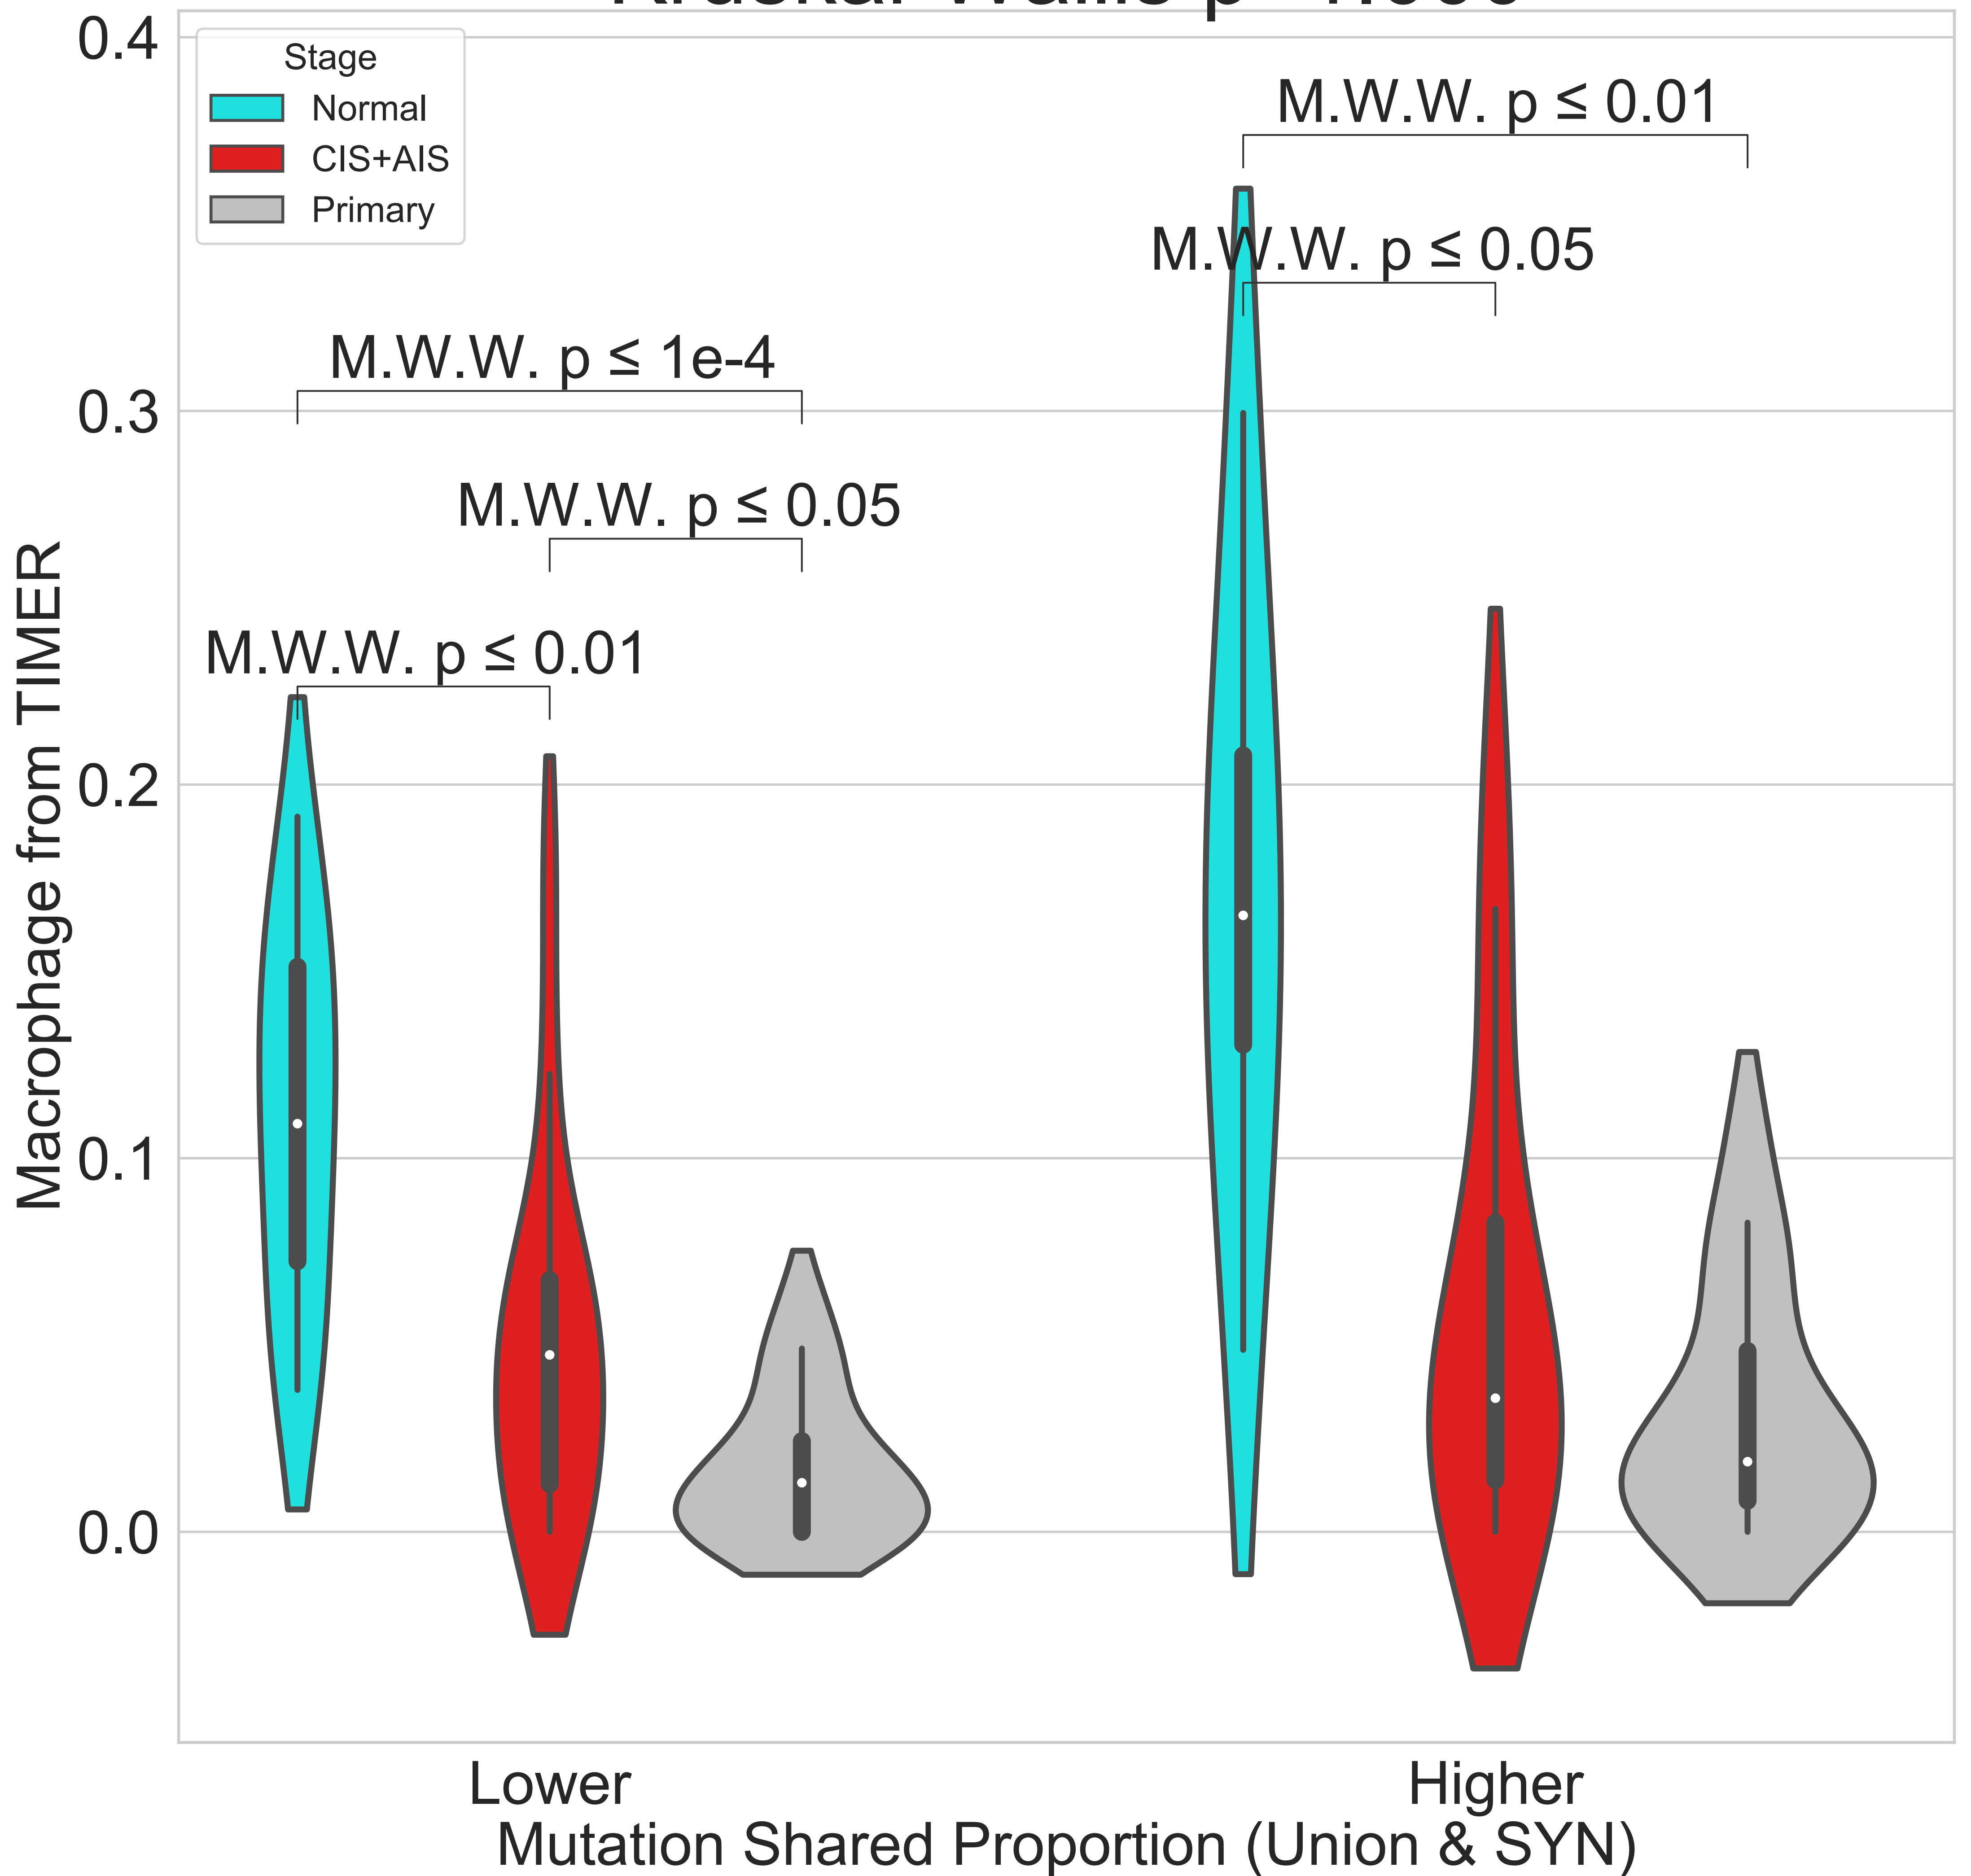 0.4
0.3
0.2
0.1
0.0
Macrophage from TIMER
Stage
Normal
CIS+AIS
Primary
M.W.W. p ≤ 0.01
M.W.W. p ≤ 0.05
M.W.W. p ≤ 1e-4
M.W.W. p ≤ 0.05
M.W.W. p ≤ 0.01
Lower
Higher
Mutation Shared Proportion (Union & SYN)